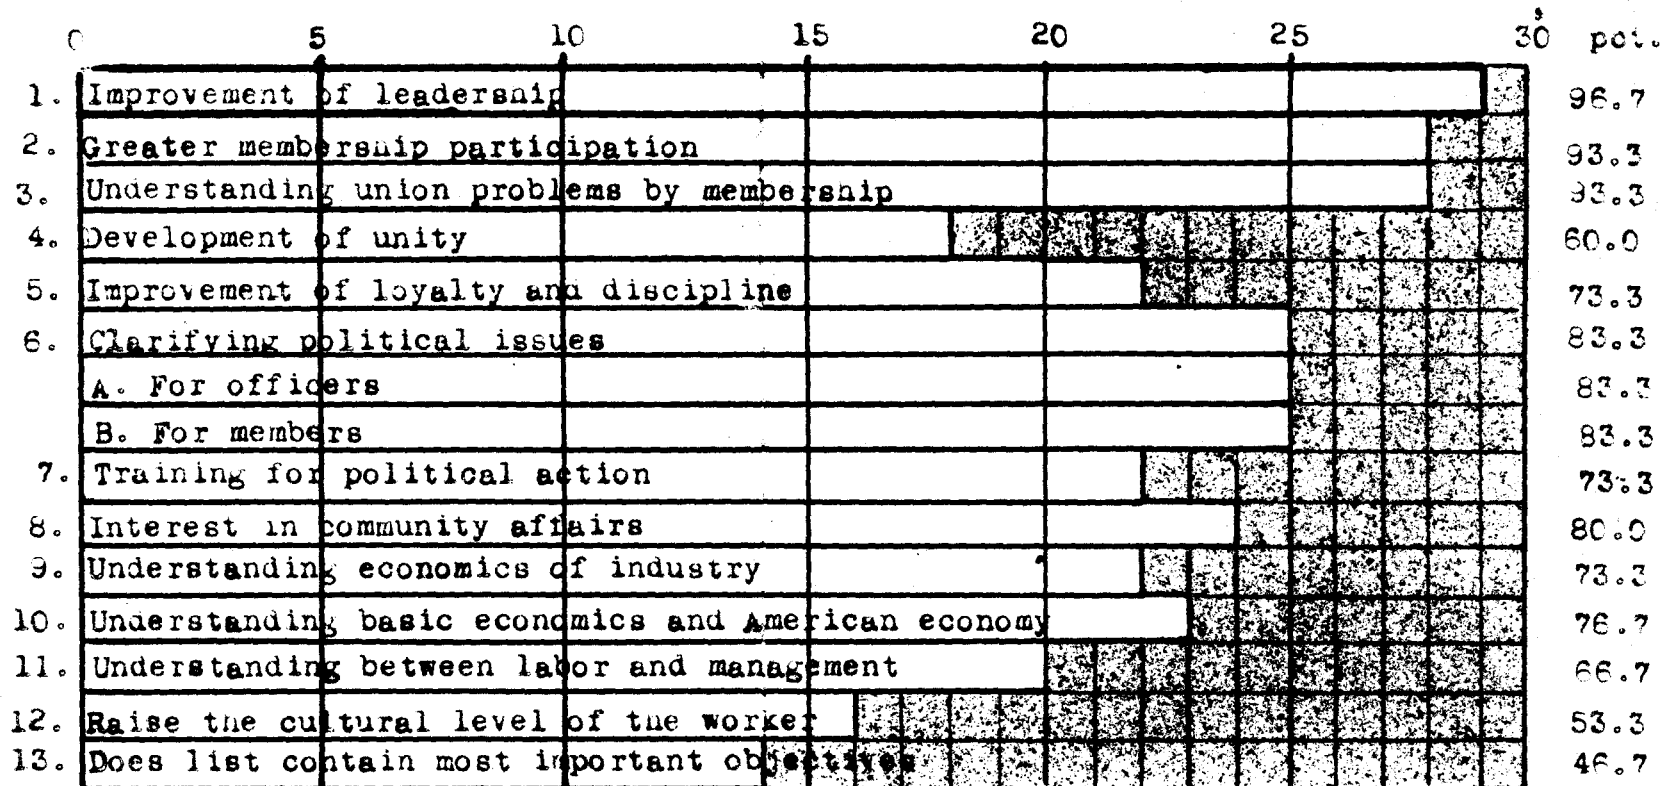 0 5 10 15 20 25 30 pct.
1. Improvement of leadership 96.7
2. Greater membership participation 93.3
3. Understanding union problems by membership 93.3
4. Development of unity 60.0
5. Improvement of loyalty and discipline 73.3
6. Clarifying political issues 83.3
A. For officers 83.3
B. For members 83.3
7. Training for political action 73.3
8. Interest in community affairs 80.0
9. Understanding economics of industry 73.3
10. Understanding basic economics and American economy 76.7
11. Understanding between labor and management 66.7
12. Raise the cultural level of the worker 53.3
13. Does list contain most important objectives 46.7